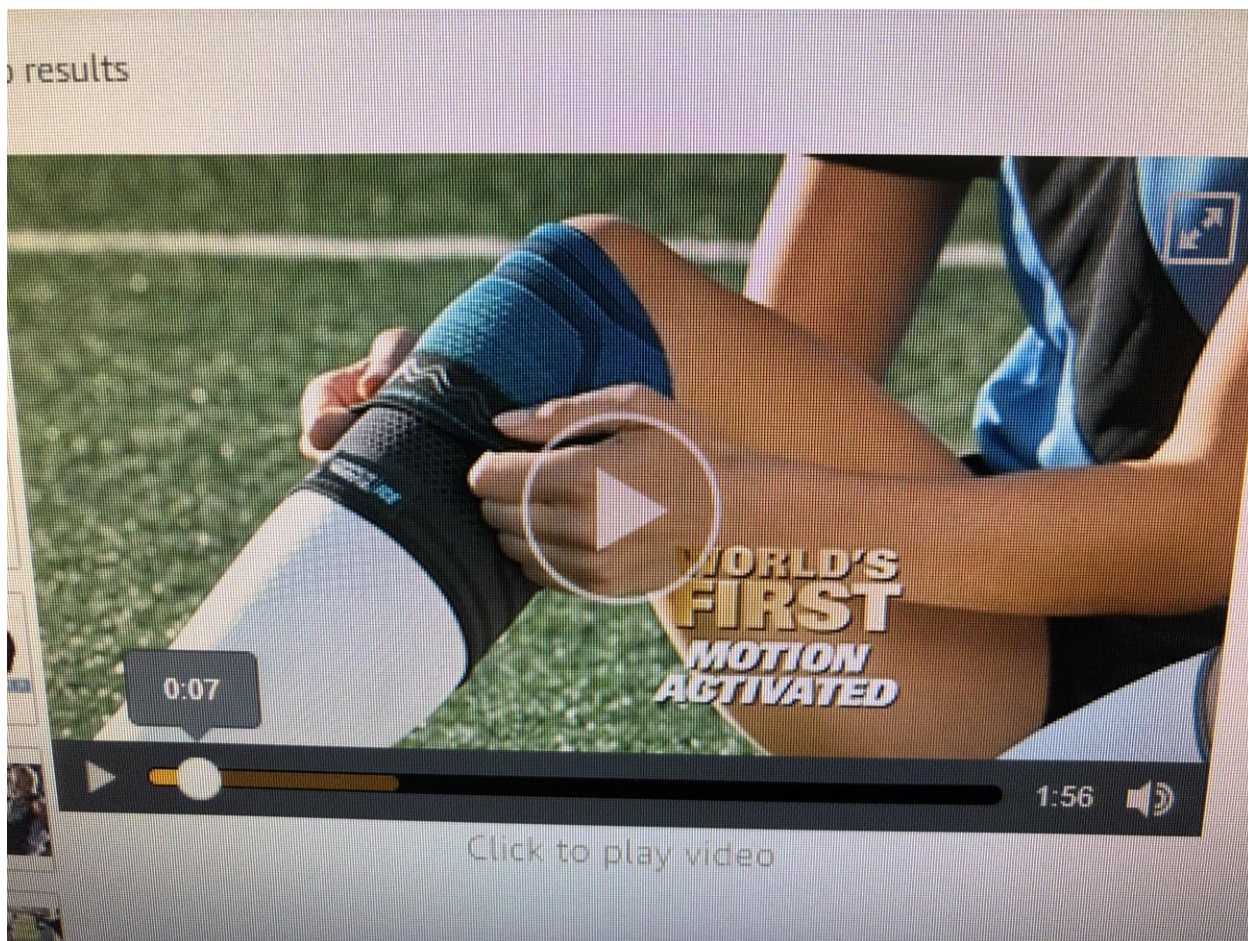 results
WORLD'S
FIRST
MOTION
ACTIVATED
0:07
1:56
Click to play video